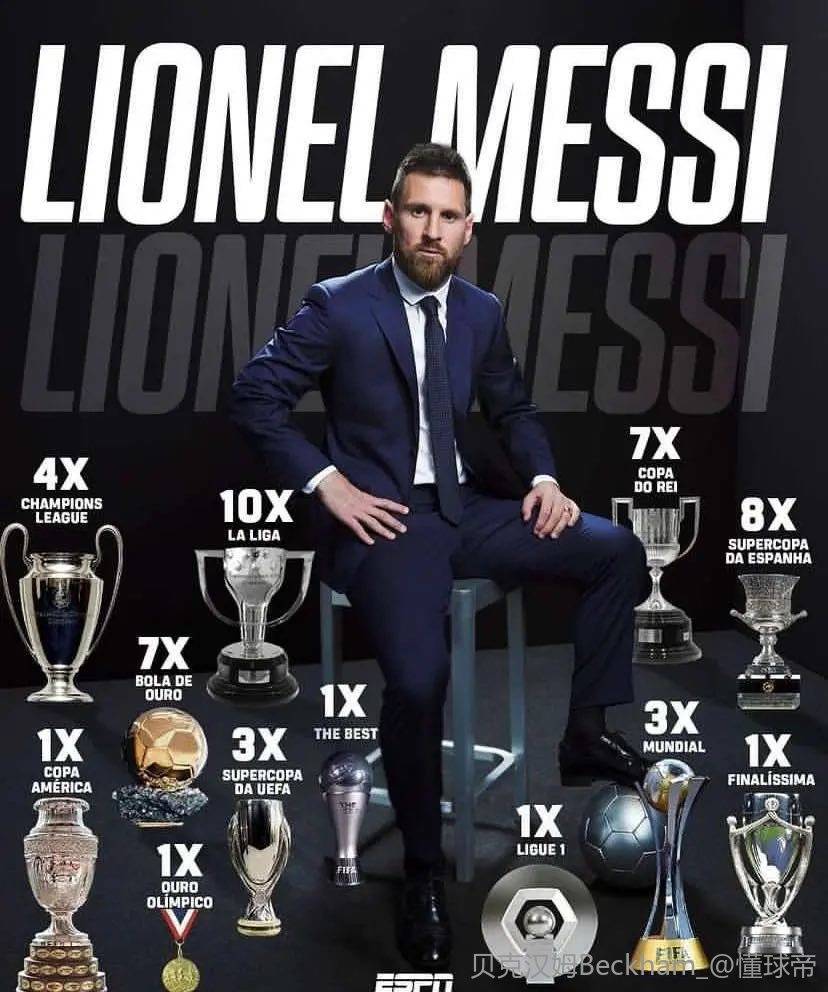 LIONEL MESSI
LIONEL MESSI
4X
CHAMPIONS
LEAGUE
10X
LA LIGA
7X
COPA
DO REI
8X
SUPERCOPA
DA ESPANHA
7X
BOLA DE
OURO
1X
THE BEST
3X
MUNDIAL
1X
COPA
AMÉRICA
3X
SUPERCOPA
DA UEFA
1X
FINALÍSSIMA
1X
LIGUE 1
1X
OURO
OLÍMPICO
THE
FIFA
FIFA
ESPN
贝克汉姆Beckham_@懂球帝